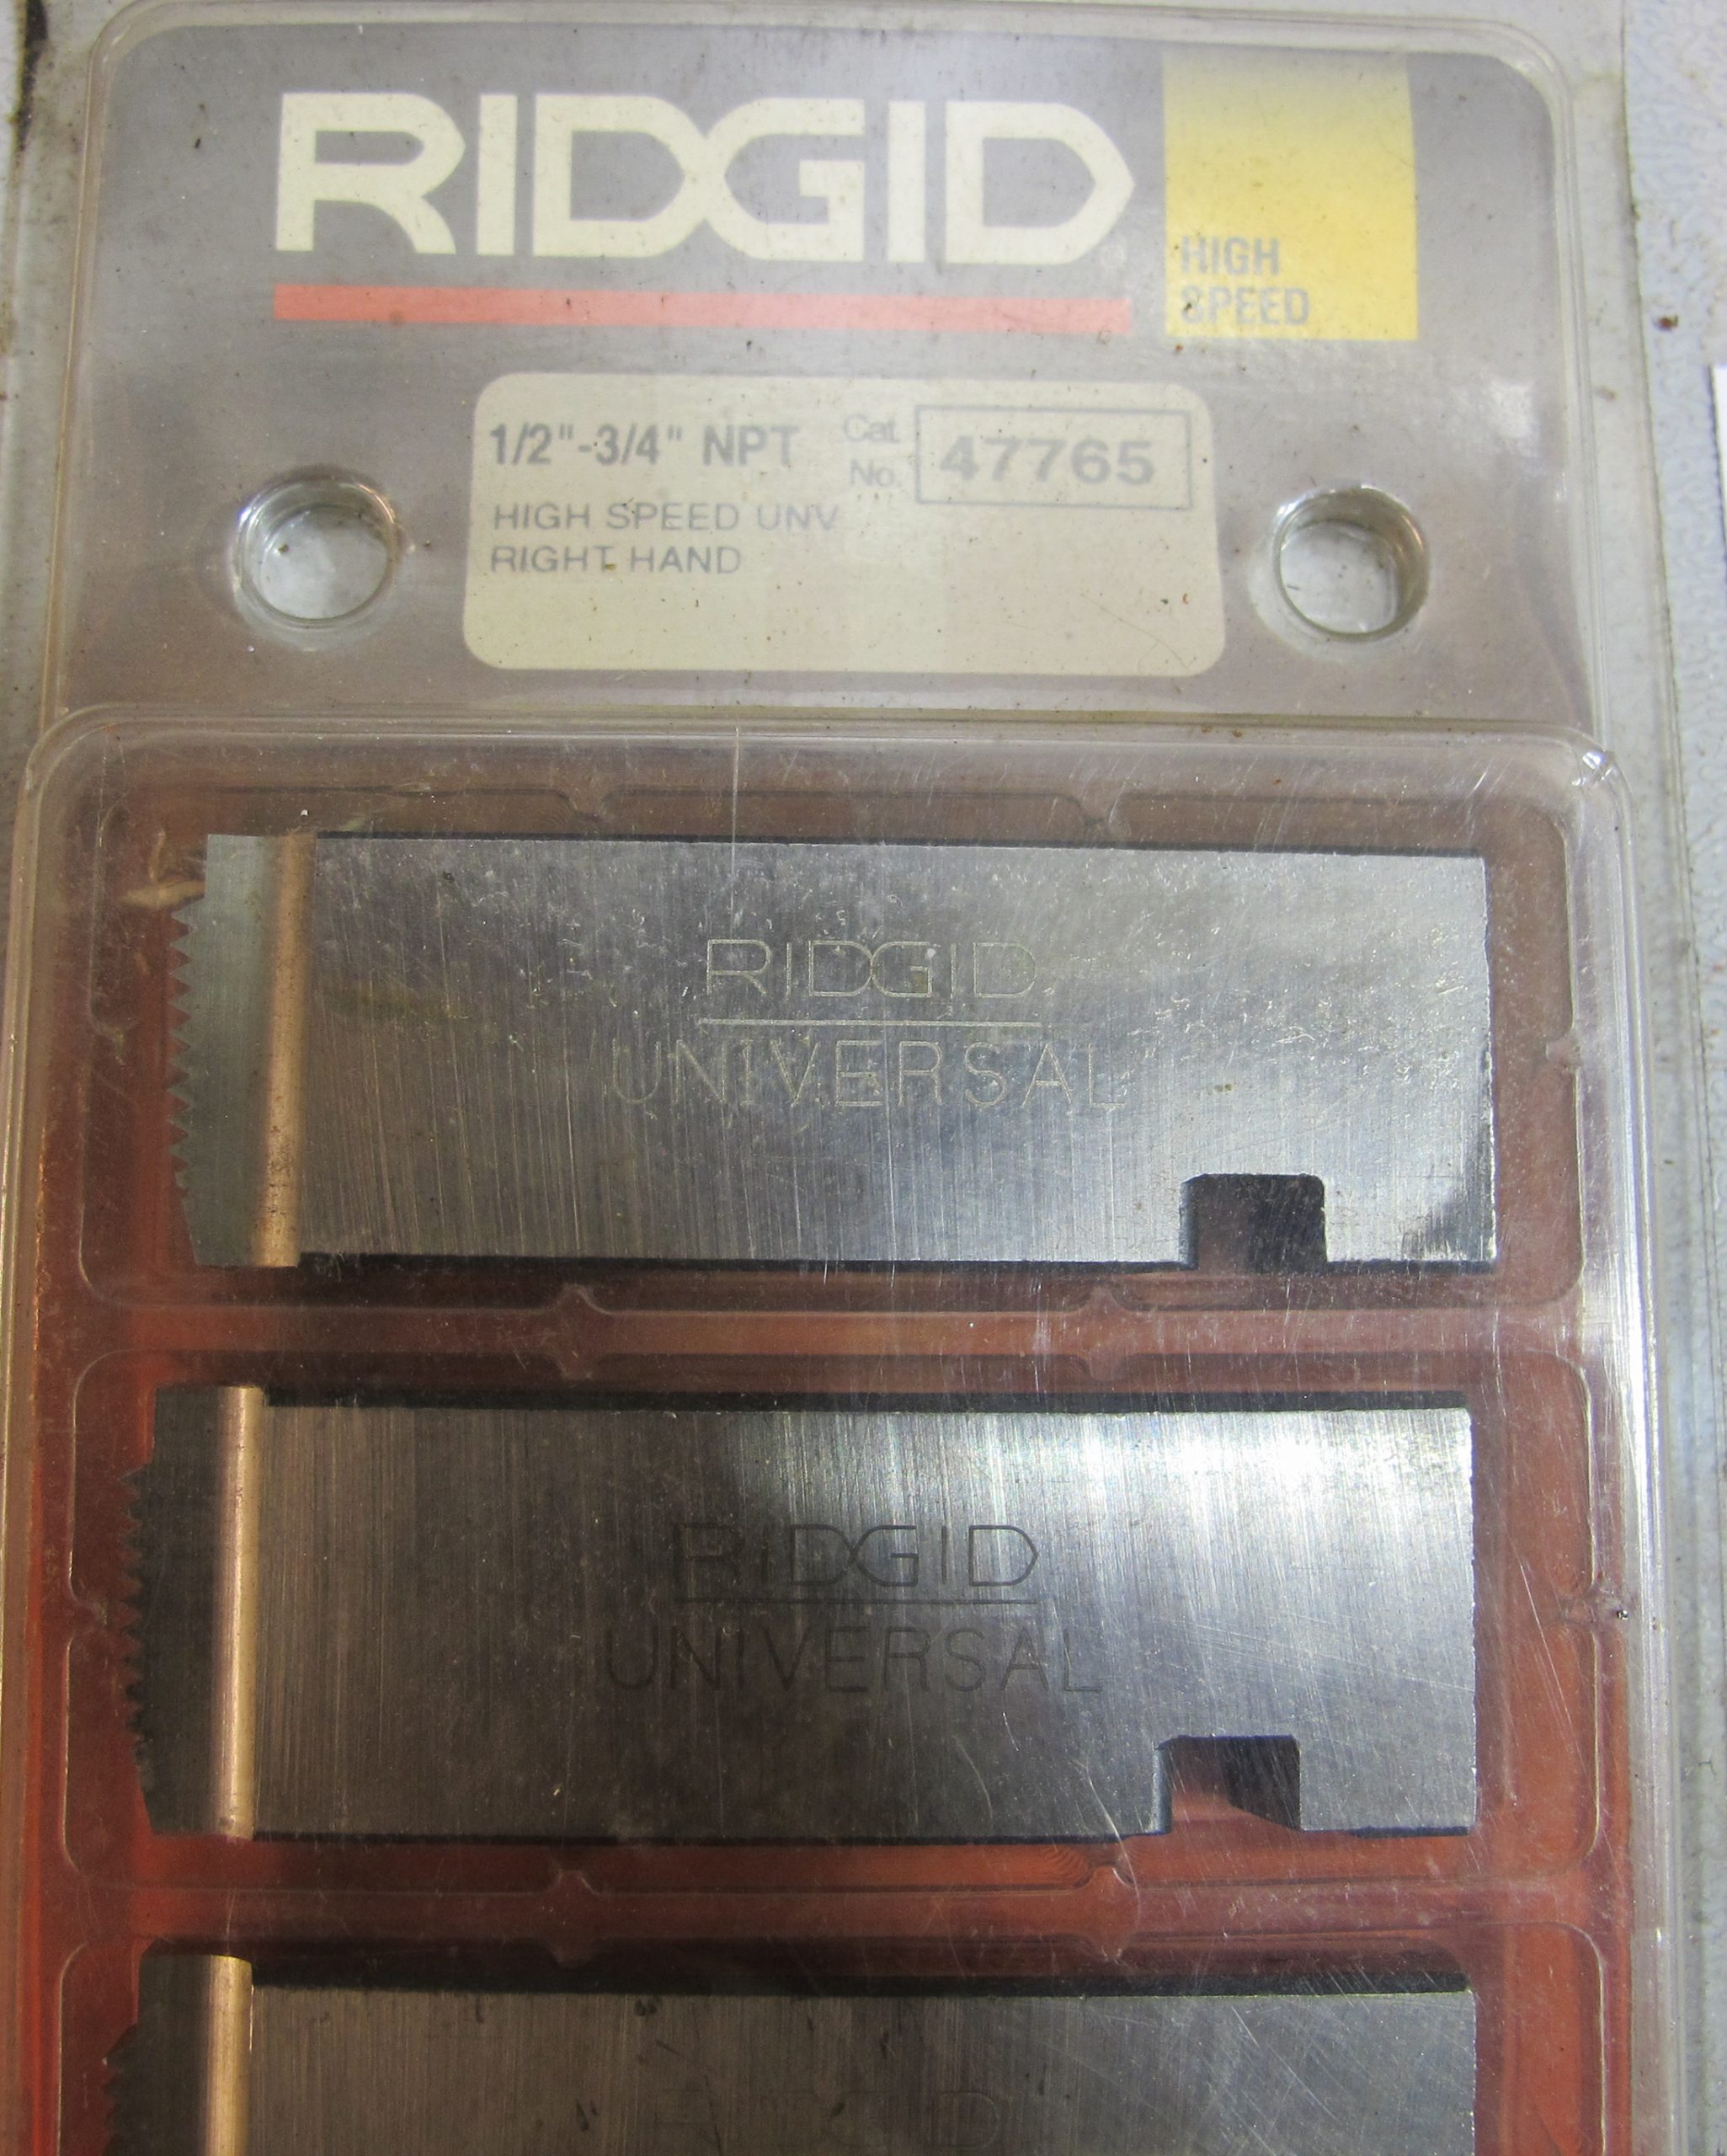 RIDGID
HIGH
SPEED
1/2"-3/4" NPT Cat. No. 47765
HIGH SPEED UNV
RIGHT HAND
RIDGID
UNIVERSAL
RIDGID
UNIVERSAL